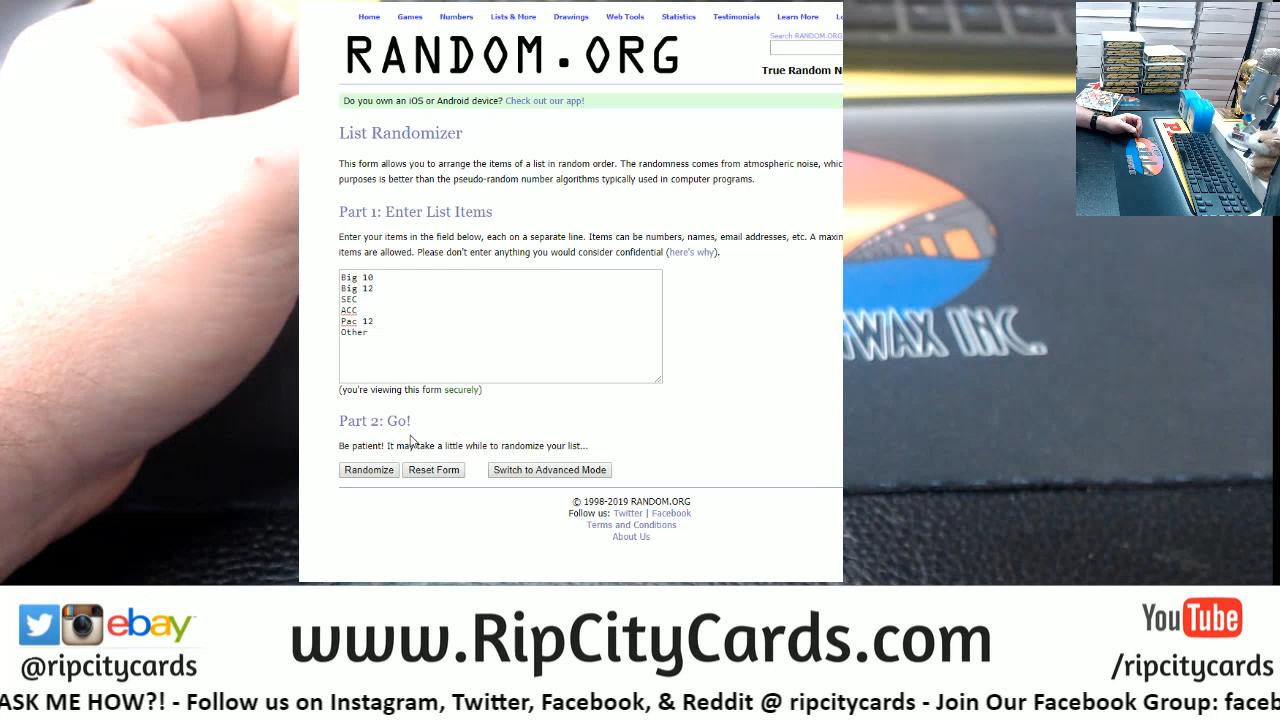 Home Games Numbers Lists & More Drawings Web Tools Statistics Testimonials Learn More
RANDOM.ORG
Search RANDOM.ORG
True Random
Do you own an iOS or Android device? Check out our app!
List Randomizer
This form allows you to arrange the items of a list in random order. The randomness comes from atmospheric noise,
purposes is better than the pseudo-random number algorithms typically used in computer programs.
Part 1: Enter List Items
Enter your items in the field below, each on a separate line. Items can be numbers, names, email addresses, etc. A
items are allowed. Please don't enter anything you would consider confidential (here's why).
Big 10
Big 12
SEC
ACC
Pac 12
Other
(you're viewing this form securely)
Part 2: Go!
Be patient! It may take a little while to randomize your list...
Randomize Reset Form Switch to Advanced Mode
© 1998-2019 RANDOM.ORG
Follow us: Twitter | Facebook
Terms and Conditions
About Us
WAX INC.
ebay
@ripcitycards
www.RipCityCards.com
YouTube
/ripcitycards
ASK ME HOW?! - Follow us on Instagram, Twitter, Facebook, & Reddit @ ripcitycards - Join Our Facebook Group: faceb